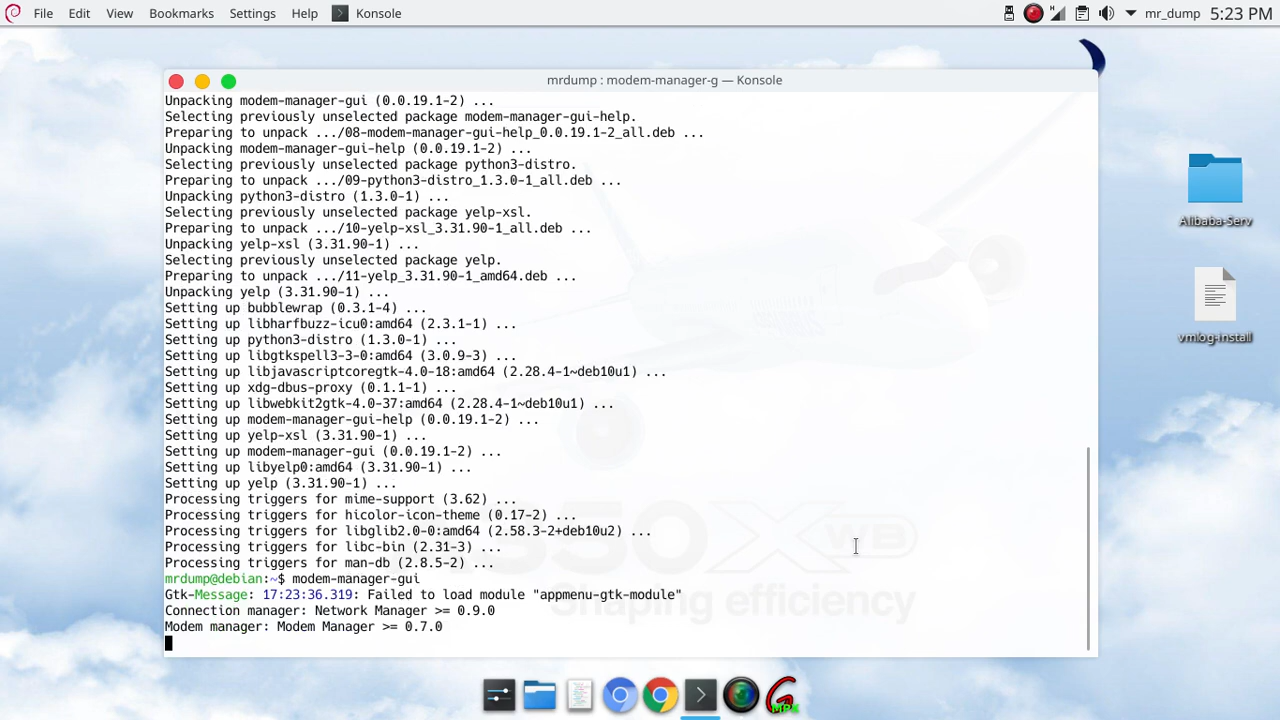 File Edit View Bookmarks Settings Help Konsole mr_dump 5:23 PM
mrdump : modem-manager-g — Konsole
Unpacking modem-manager-gui (0.0.19.1-2) ...
Selecting previously unselected package modem-manager-gui-help.
Preparing to unpack .../08-modem-manager-gui-help_0.0.19.1-2_all.deb ...
Unpacking modem-manager-gui-help (0.0.19.1-2) ...
Selecting previously unselected package python3-distro.
Preparing to unpack .../09-python3-distro_1.3.0-1_all.deb ...
Unpacking python3-distro (1.3.0-1) ...
Selecting previously unselected package yelp-xsl.
Preparing to unpack .../10-yelp-xsl_3.31.90-1_all.deb ...
Unpacking yelp-xsl (3.31.90-1) ...
Selecting previously unselected package yelp.
Preparing to unpack .../11-yelp_3.31.90-1_amd64.deb ...
Unpacking yelp (3.31.90-1) ...
Setting up bubblewrap (0.3.1-4) ...
Setting up libharfbuzz-icu0:amd64 (2.3.1-1) ...
Setting up python3-distro (1.3.0-1) ...
Setting up libgtkspell3-3-0:amd64 (3.0.9-3) ...
Setting up libjavascriptcoregtk-4.0-18:amd64 (2.28.4-1~deb10u1) ...
Setting up xdg-dbus-proxy (0.1.1-1) ...
Setting up libwebkit2gtk-4.0-37:amd64 (2.28.4-1~deb10u1) ...
Setting up modem-manager-gui-help (0.0.19.1-2) ...
Setting up yelp-xsl (3.31.90-1) ...
Setting up modem-manager-gui (0.0.19.1-2) ...
Setting up libyelp0:amd64 (3.31.90-1) ...
Setting up yelp (3.31.90-1) ...
Processing triggers for mime-support (3.62) ...
Processing triggers for hicolor-icon-theme (0.17-2) ...
Processing triggers for libglib2.0-0:amd64 (2.58.3-2+deb10u2) ...
Processing triggers for libc-bin (2.31-3) ...
Processing triggers for man-db (2.8.5-2) ...
mrdump@debian:~$ modem-manager-gui
Gtk-Message: 17:23:36.319: Failed to load module "appmenu-gtk-module"
Connection manager: Network Manager >= 0.9.0
Modem manager: Modem Manager >= 0.7.0
350XWB
Shaping efficiency
Alibaba-Serv
vmlog-install